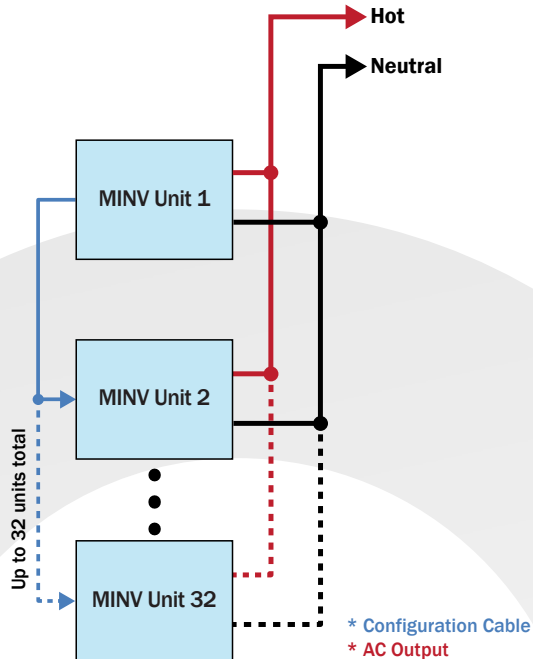 Hot
Neutral
MINV Unit 1
MINV Unit 2
Up to 32 units total
MINV Unit 32
* Configuration Cable
* AC Output